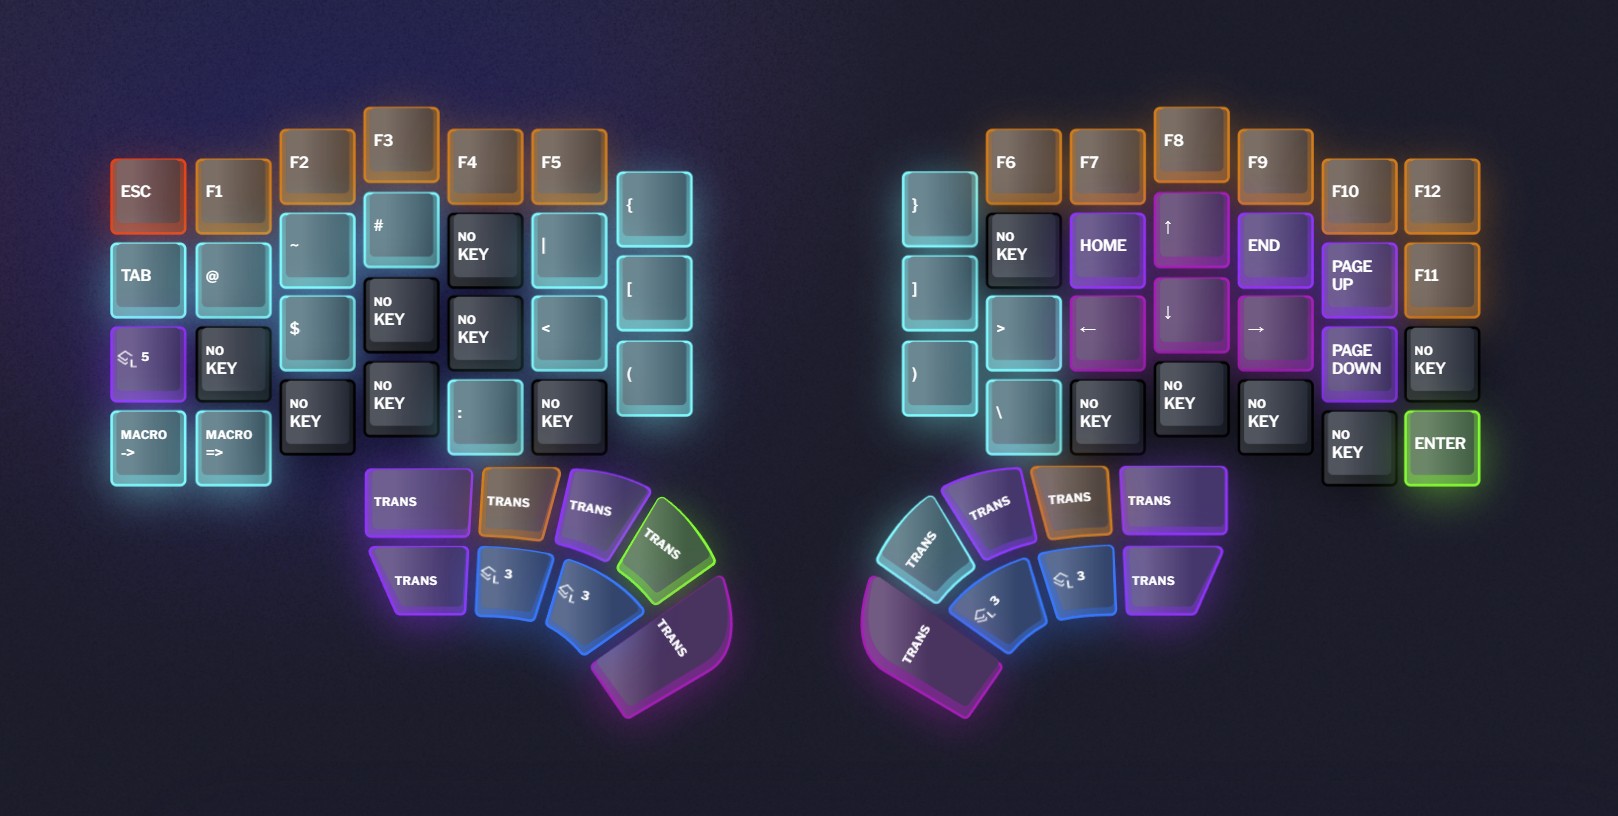 ESC
F1
F2
F3
F4
F5
{
TAB
@
~
#
NO
KEY
|
[
5
NO
KEY
$
NO
KEY
NO
KEY
<
(
MACRO
->
MACRO
=>
NO
KEY
NO
KEY
:
NO
KEY
TRANS
TRANS
TRANS
TRANS
TRANS
L 3
L 3
TRANS
}
F6
F7
F8
F9
F10
F12
]
NO
KEY
HOME
↑
END
PAGE
UP
F11
)
>
←
↓
→
PAGE
DOWN
NO
KEY
\
NO
KEY
NO
KEY
NO
KEY
NO
KEY
ENTER
TRANS
TRANS
TRANS
TRANS
TRANS
L 3
L 3
TRANS